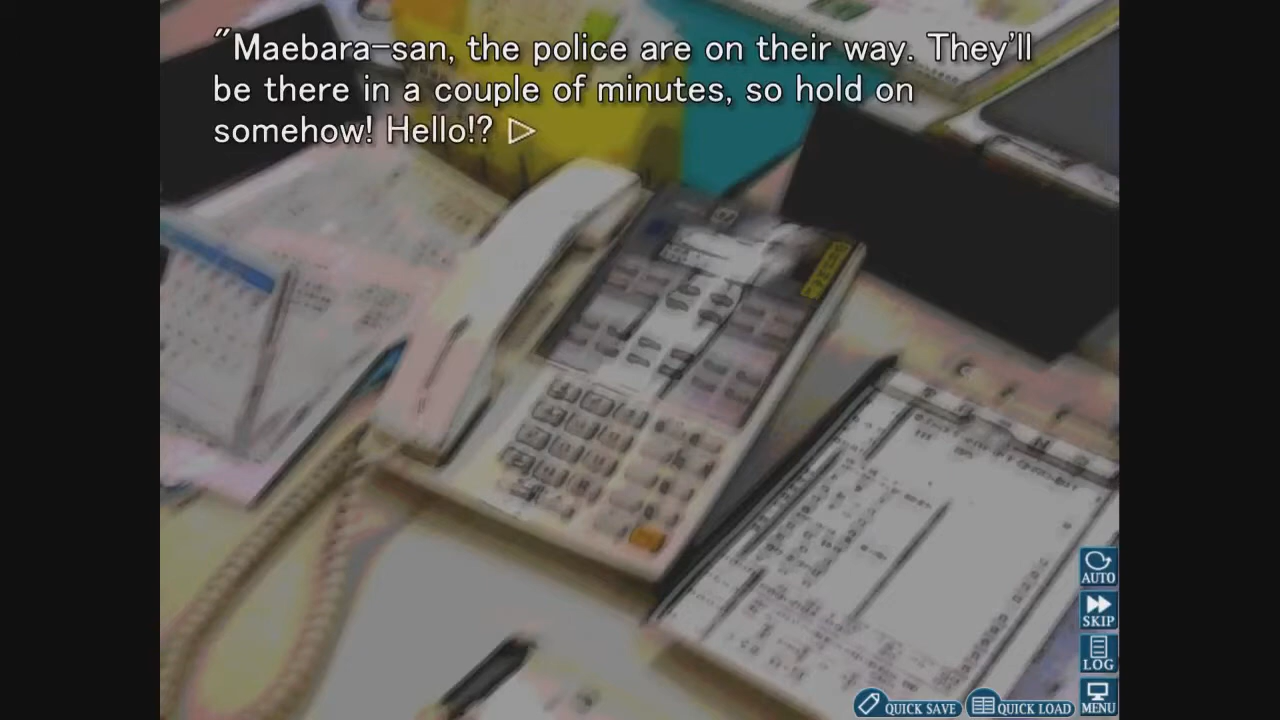 "Maebara-san, the police are on their way. They'll
be there in a couple of minutes, so hold on
somehow! Hello!?
AUTO
SKIP
LOG
MENU
QUICK SAVE
QUICK LOAD